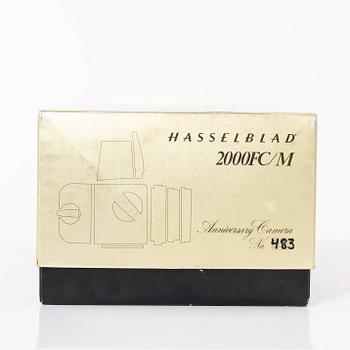 HASSELBLAD
2000FC/M
Anniversary Camera
No. 483